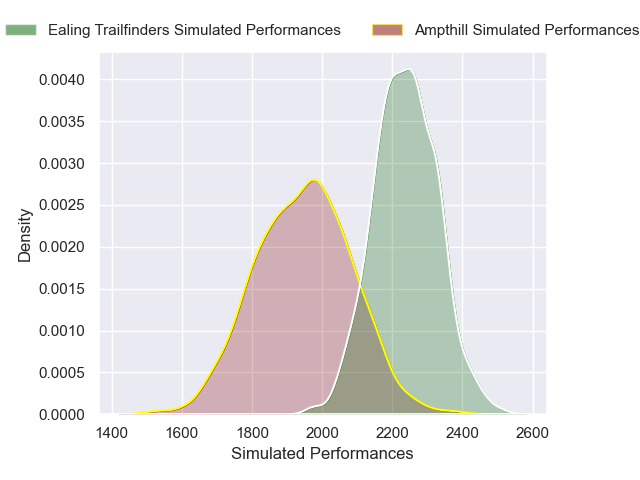 Ealing Trailfinders Simulated Performances
Ampthill Simulated Performances
0.0040
0.0035
0.0030
0.0025
0.0020
0.0015
0.0010
0.0005
0.0000
Density
1400 1600 1800 2000 2200 2400 2600
Simulated Performances